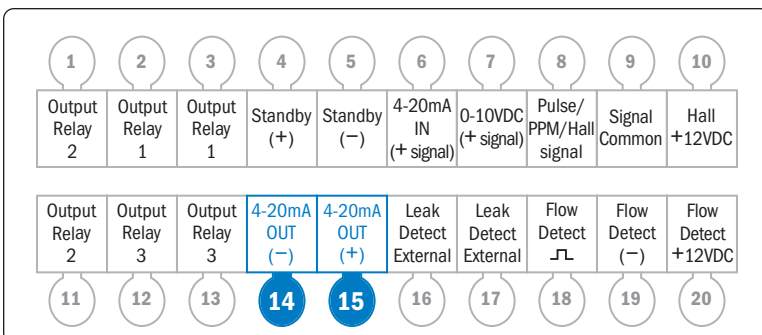 1 2 3 4 5 6 7 8 9 10
Output Relay 2
Output Relay 1
Output Relay 1
Standby (+)
Standby (−)
4-20mA IN (+ signal)
0-10VDC (+ signal)
Pulse/ PPM/Hall signal
Signal Common
Hall +12VDC
Output Relay 2
Output Relay 3
Output Relay 3
4-20mA OUT (−)
4-20mA OUT (+)
Leak Detect External
Leak Detect External
Flow Detect
Flow Detect (−)
Flow Detect +12VDC
11 12 13 14 15 16 17 18 19 20